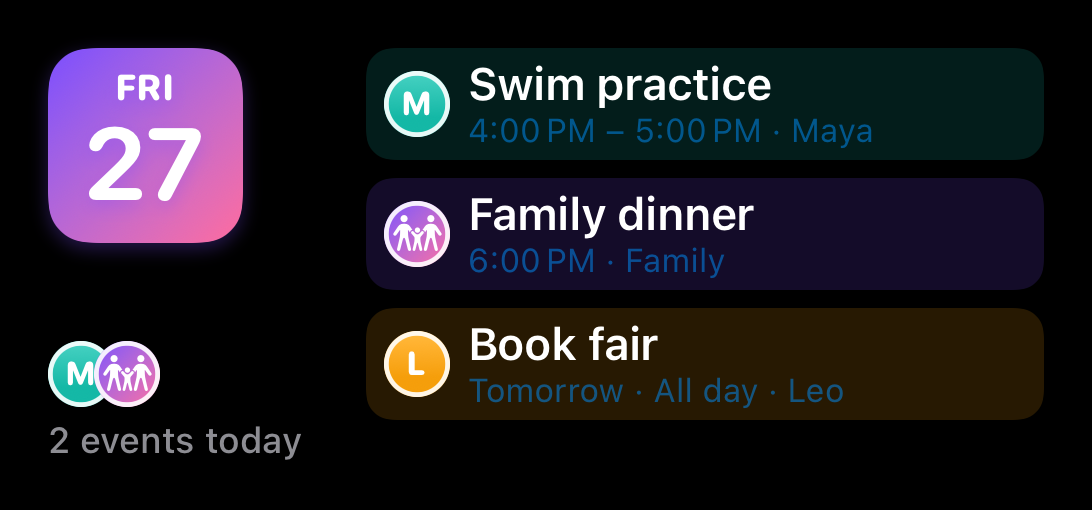 FRI
27
M
2 events today
M
Swim practice
4:00 PM – 5:00 PM · Maya
Family dinner
6:00 PM · Family
L
Book fair
Tomorrow · All day · Leo